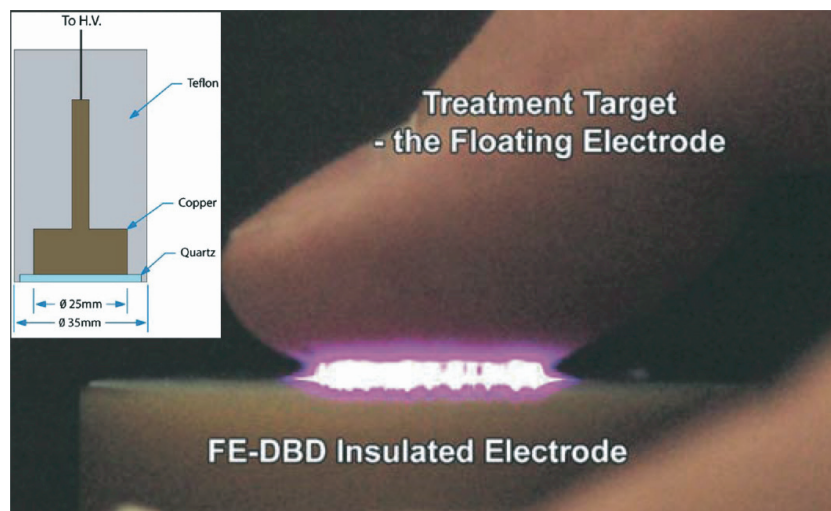 To H.V.
Teflon
Copper
Quartz
Ø 25mm
Ø 35mm
Treatment Target
- the Floating Electrode
FE-DBD Insulated Electrode